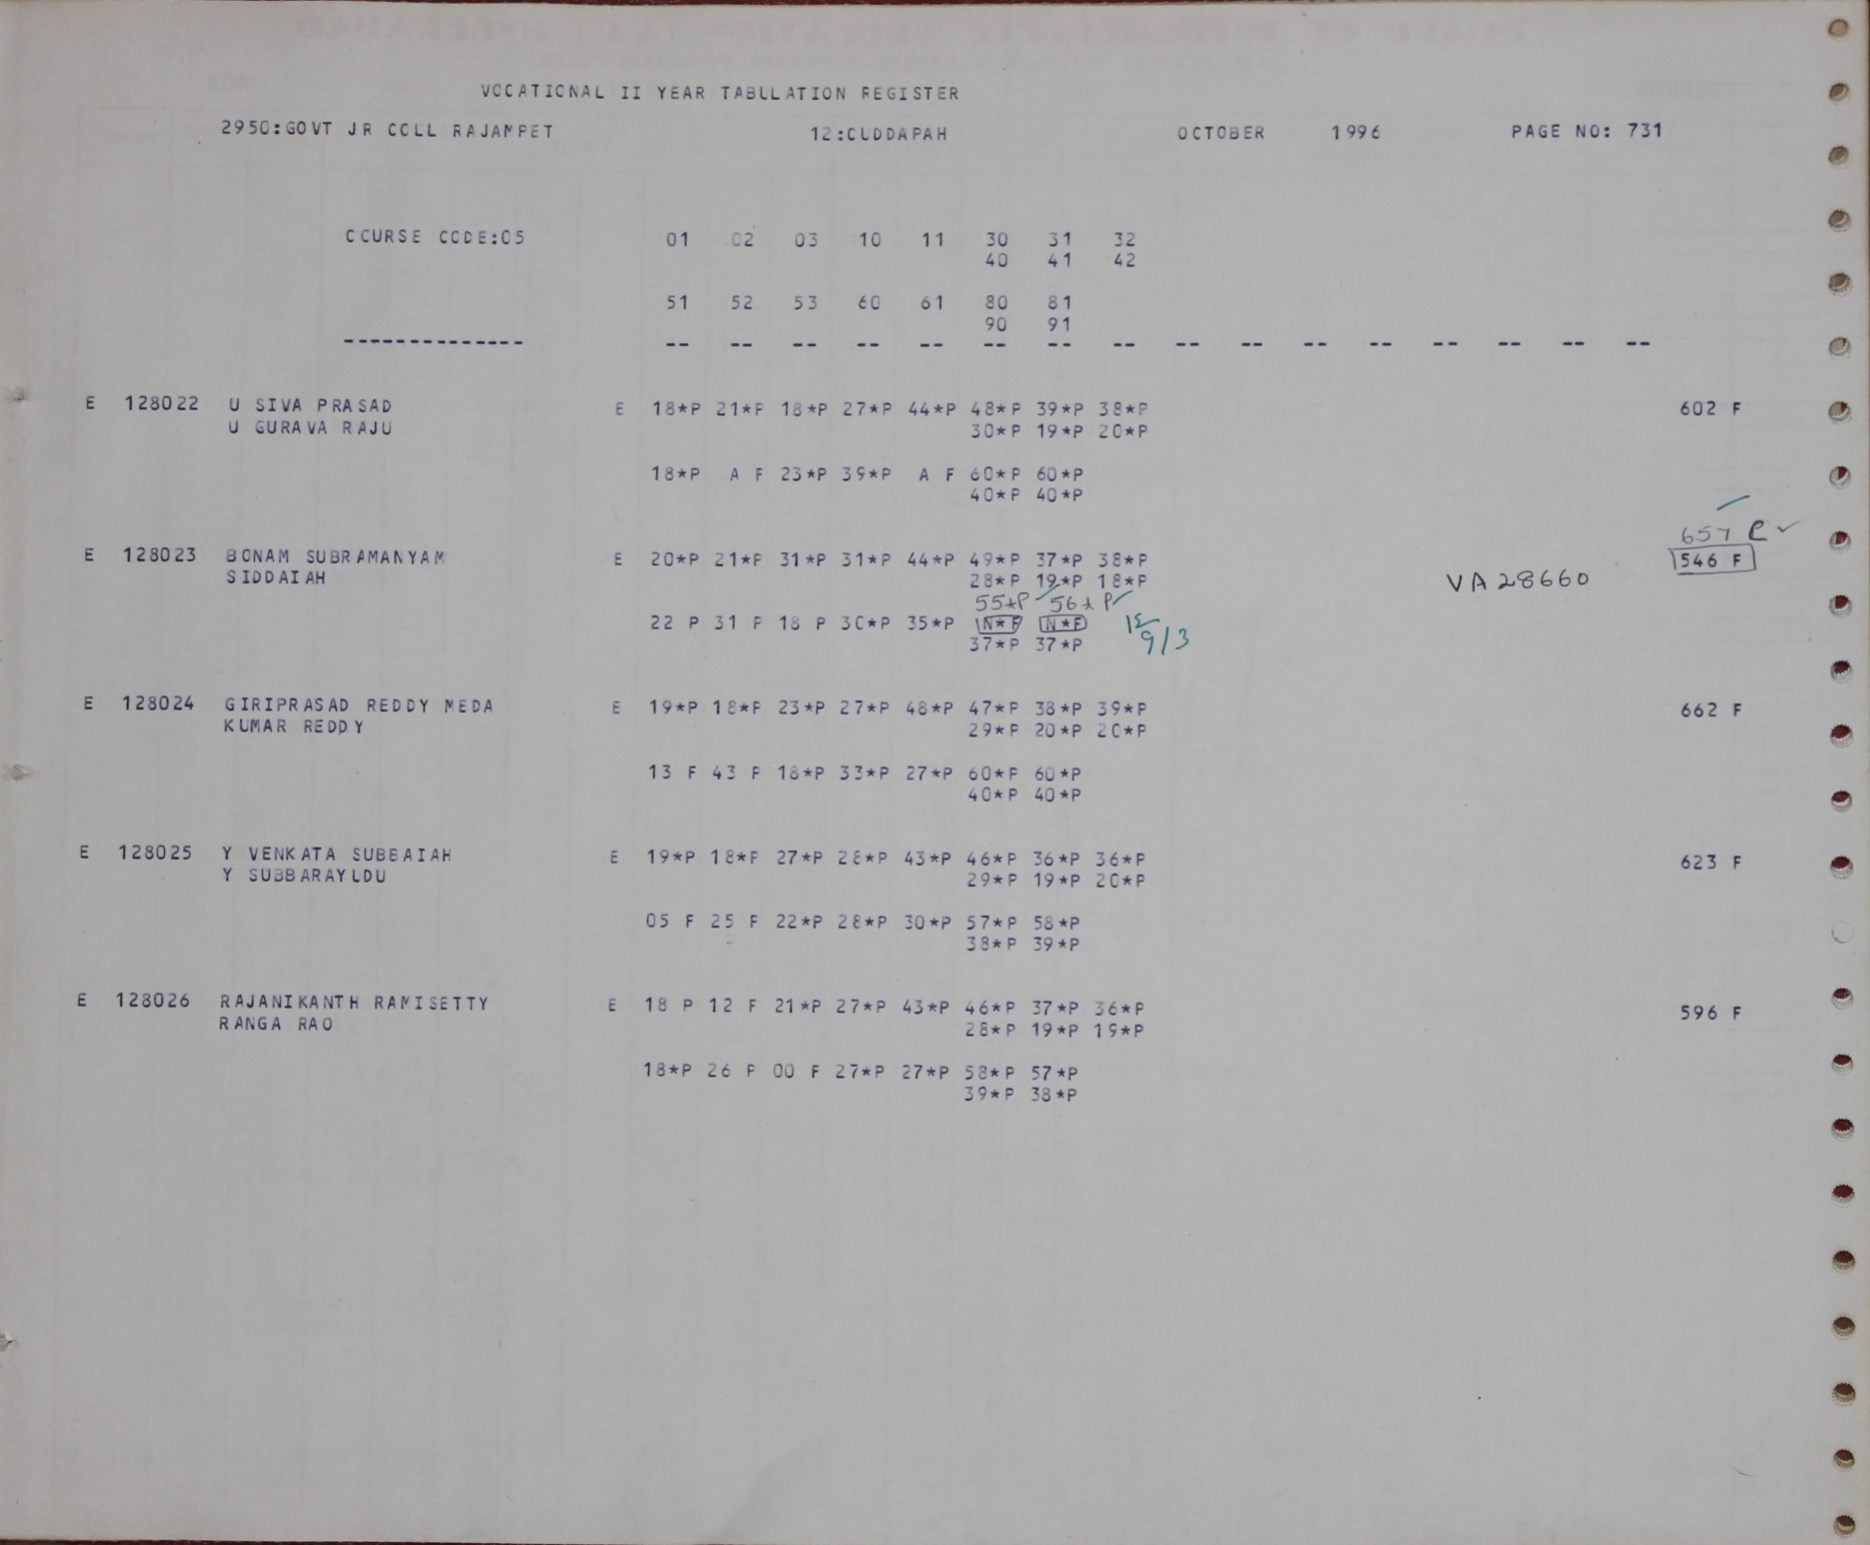 VOCATIONAL II YEAR TABULATION REGISTER
2950:GOVT JR COLL RAJAMPET 12:CUDDAPAH OCTOBER 1996 PAGE NO: 731
COURSE CODE:05 01 02 03 10 11 30 31 32
40 41 42
51 52 53 60 61 80 81
90 91
-------------- -- -- -- -- -- -- -- -- -- -- -- -- -- -- -- --
E 128022 U SIVA PRASAD E 18*P 21*P 18*P 27*P 44*P 48*P 39*P 38*P 602 F
U GURAVA RAJU 30*P 19*P 20*P
18*P A F 23*P 39*P A F 60*P 60*P
40*P 40*P
657 P
E 128023 BONAM SUBRAMANYAM E 20*P 21*P 31*P 31*P 44*P 49*P 37*P 38*P 546 F
SIDDAIAH 28*P 19*P 18*P VA28660
55*P 56*P
22 P 31 P 18 P 30*P 35*P N*F N*F 9/3
37*P 37*P
E 128024 GIRIPRASAD REDDY MEDA E 19*P 18*P 23*P 27*P 48*P 47*P 38*P 39*P 662 F
KUMAR REDDY 29*P 20*P 20*P
13 F 43 P 18*P 33*P 27*P 60*P 60*P
40*P 40*P
E 128025 Y VENKATA SUBBAIAH E 19*P 18*P 27*P 28*P 43*P 46*P 36*P 36*P 623 F
Y SUBBARAYUDU 29*P 19*P 20*P
05 F 25 P 22*P 28*P 30*P 57*P 58*P
38*P 39*P
E 128026 RAJANIKANTH RAMISETTY E 18 P 12 F 21*P 27*P 43*P 46*P 37*P 36*P 596 F
RANGA RAO 28*P 19*P 19*P
18*P 26 P 00 F 27*P 27*P 58*P 57*P
39*P 38*P